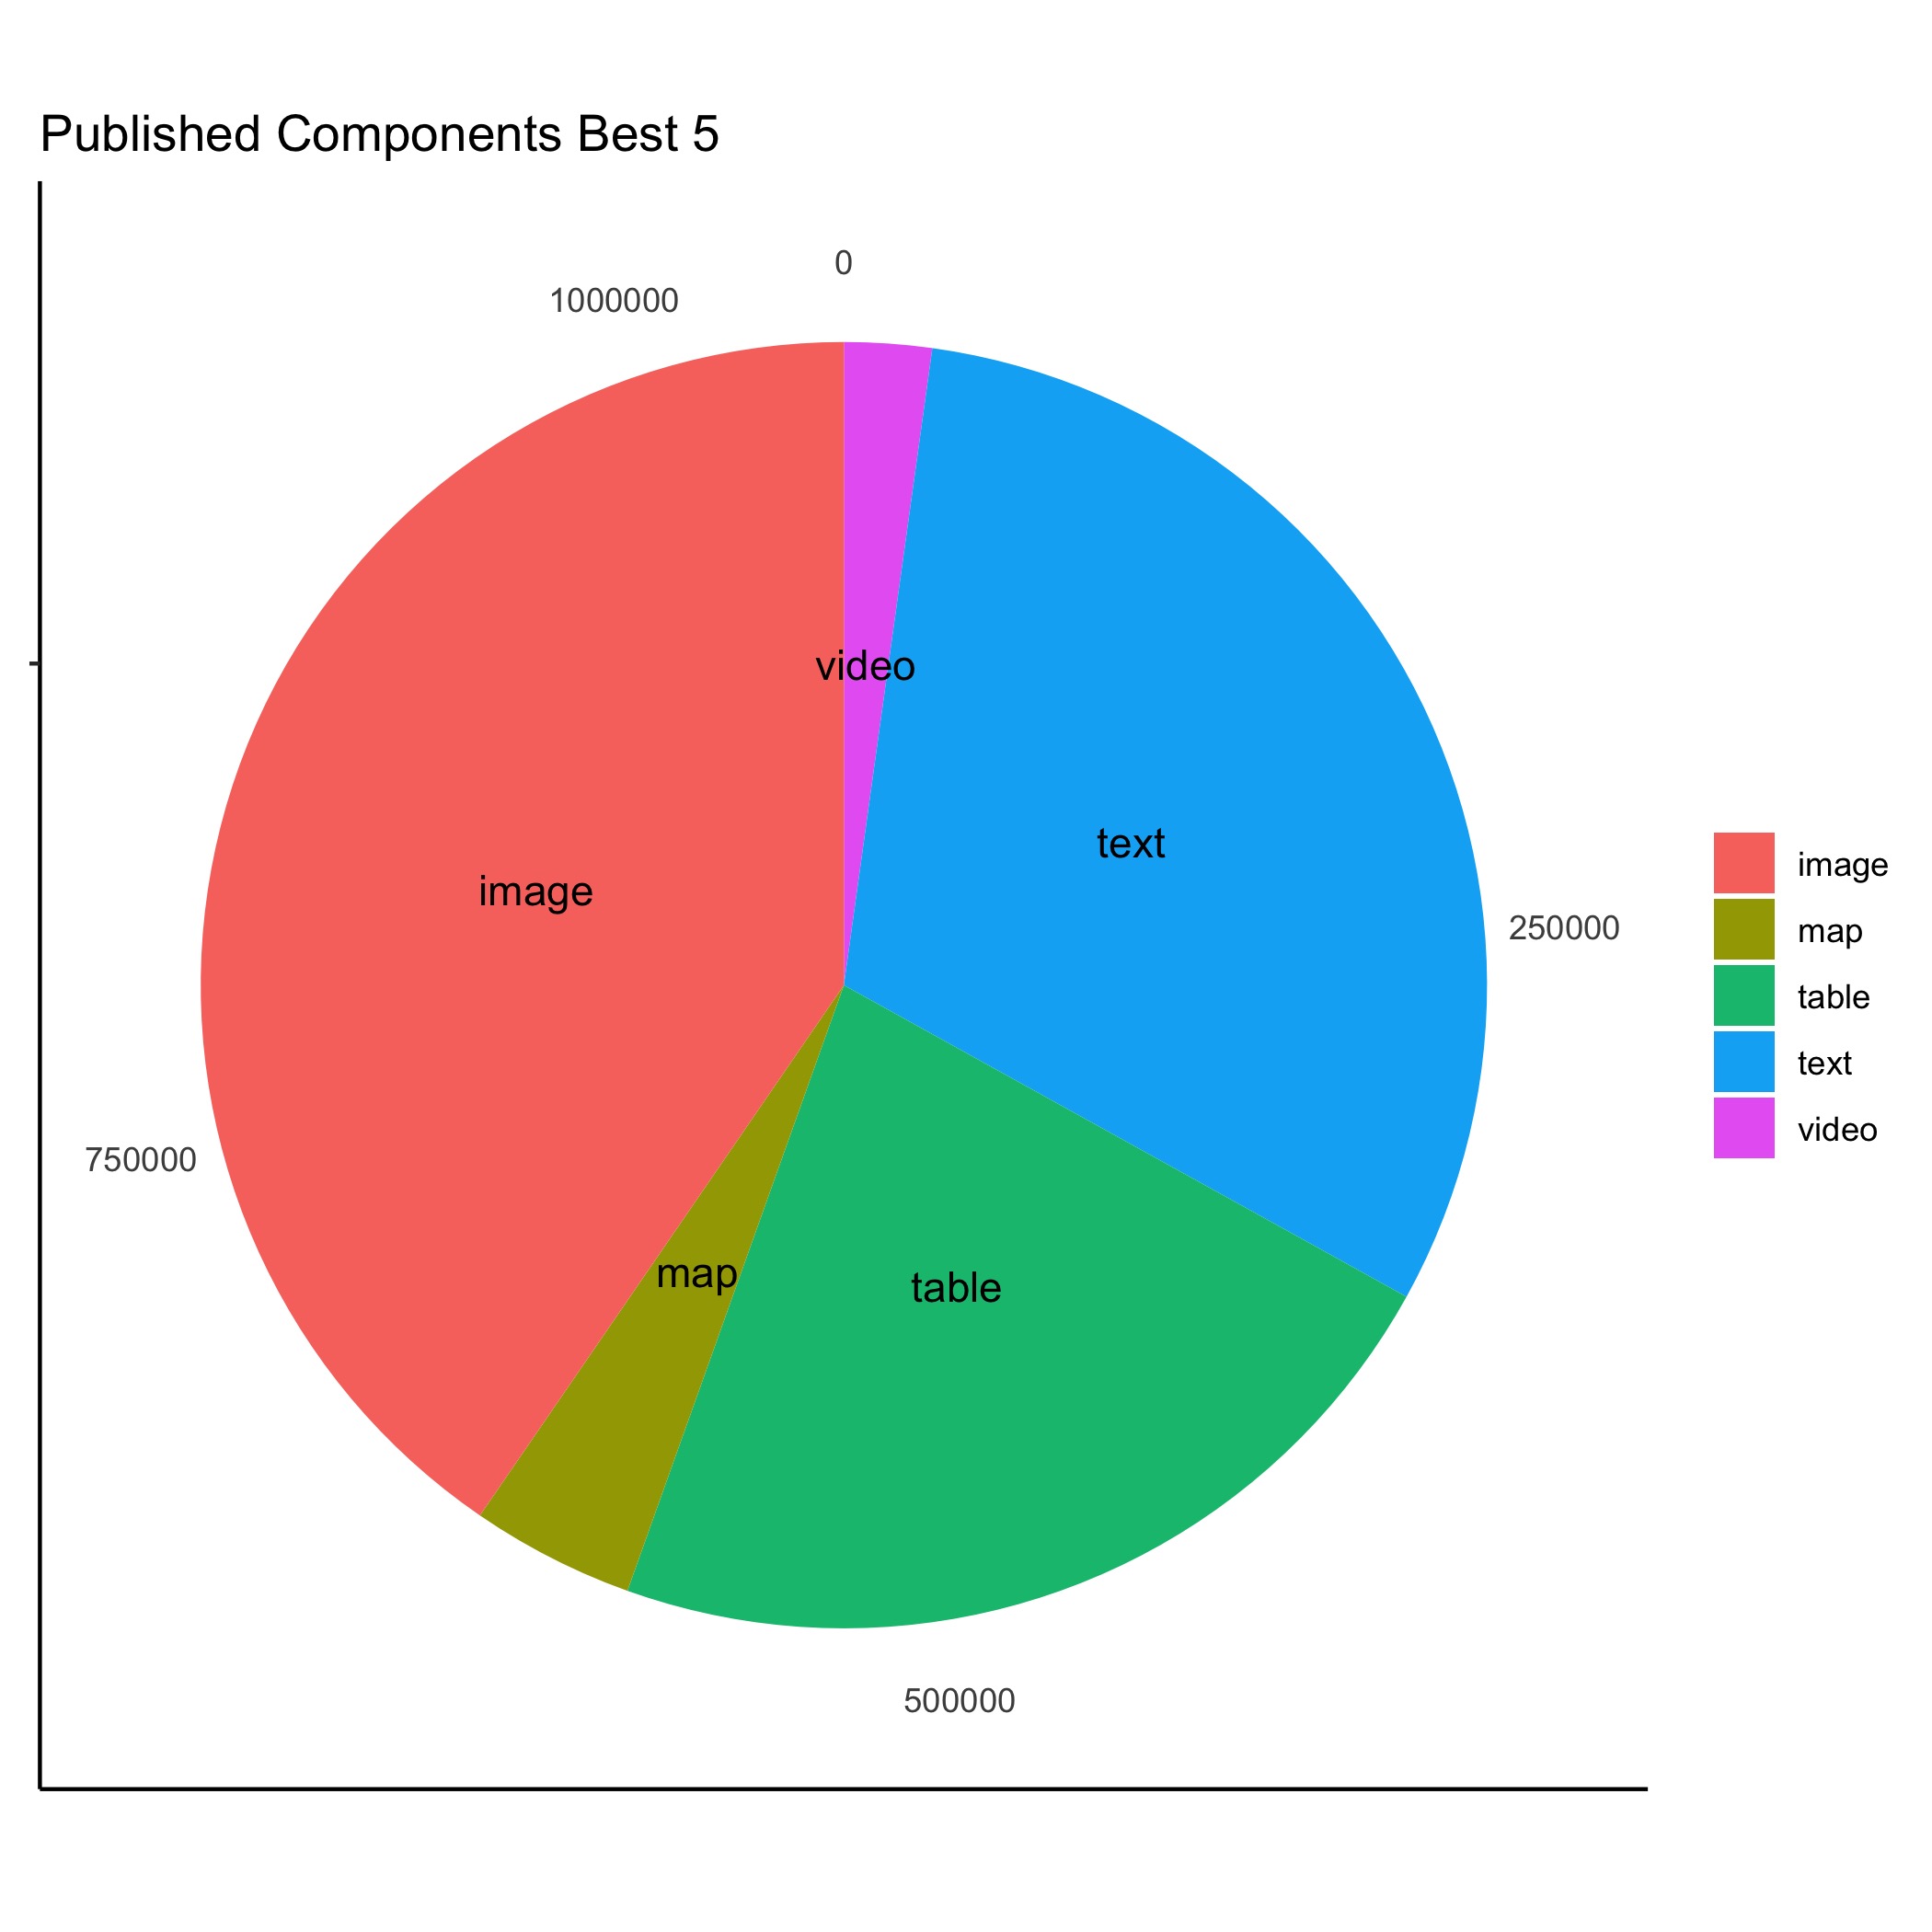 Published Components Best 5
0
1000000
video
text
image
250000
750000
map
table
500000
image
map
table
text
video